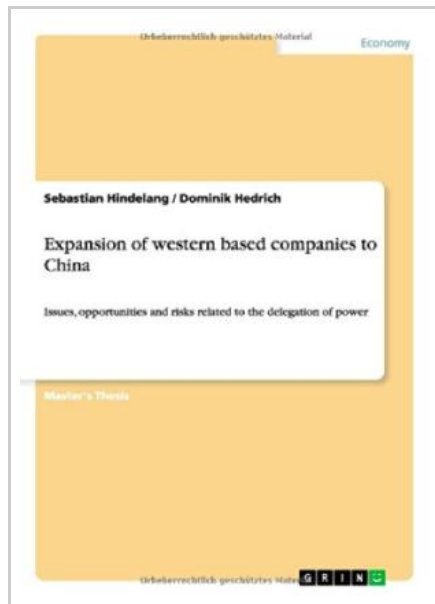 Urheberrechtlich geschütztes Material
Economy
Sebastian Hindelang / Dominik Hedrich
Expansion of western based companies to
China
Issues, opportunities and risks related to the delegation of power
Master's Thesis
Urheberrechtlich geschütztes Mater
GRIN